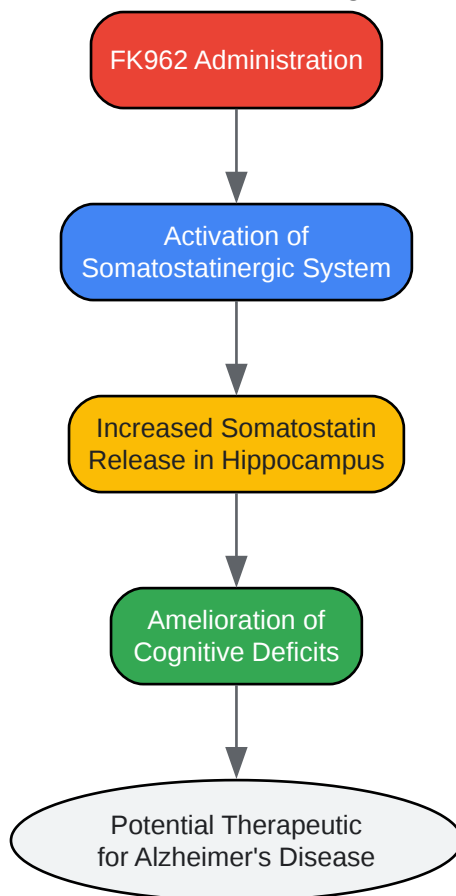 FK962 Administration
Activation of
Somatostatinergic System
Increased Somatostatin
Release in Hippocampus
Amelioration of
Cognitive Deficits
Potential Therapeutic
for Alzheimer's Disease